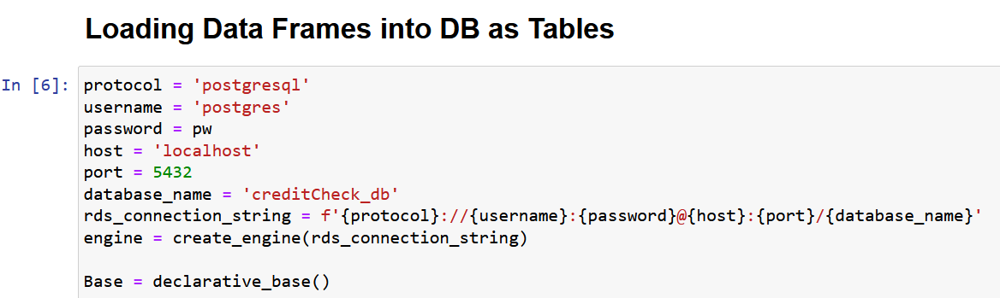 Loading Data Frames into DB as Tables
In [6]: protocol = 'postgresql'
username = 'postgres'
password = pw
host = 'localhost'
port = 5432
database_name = 'creditCheck_db'
rds_connection_string = f'{protocol}://{username}:{password}@{host}:{port}/{database_name}'
engine = create_engine(rds_connection_string)
Base = declarative_base()